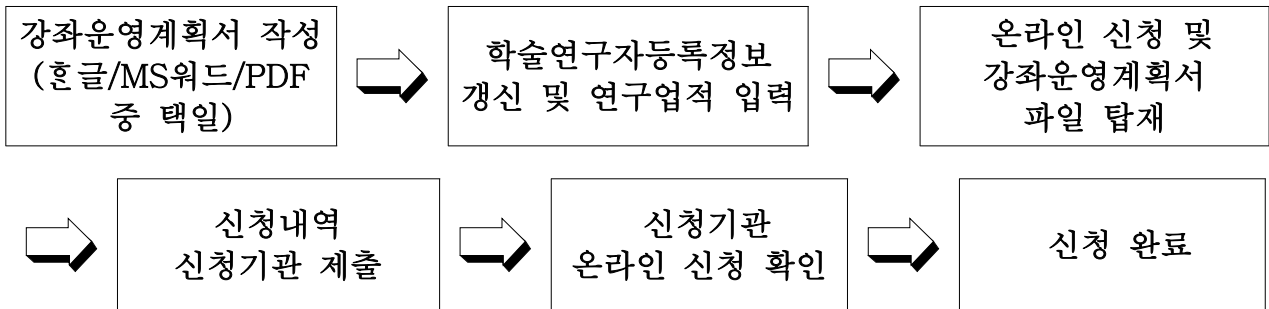 강좌운영계획서 작성
(흔글/MS워드/PDF
중 택일)
학술연구자등록정보
갱신 및 연구업적 입력
온라인 신청 및
강좌운영계획서
파일 탑재
신청내역
신청기관 제출
신청기관
온라인 신청 확인
신청 완료